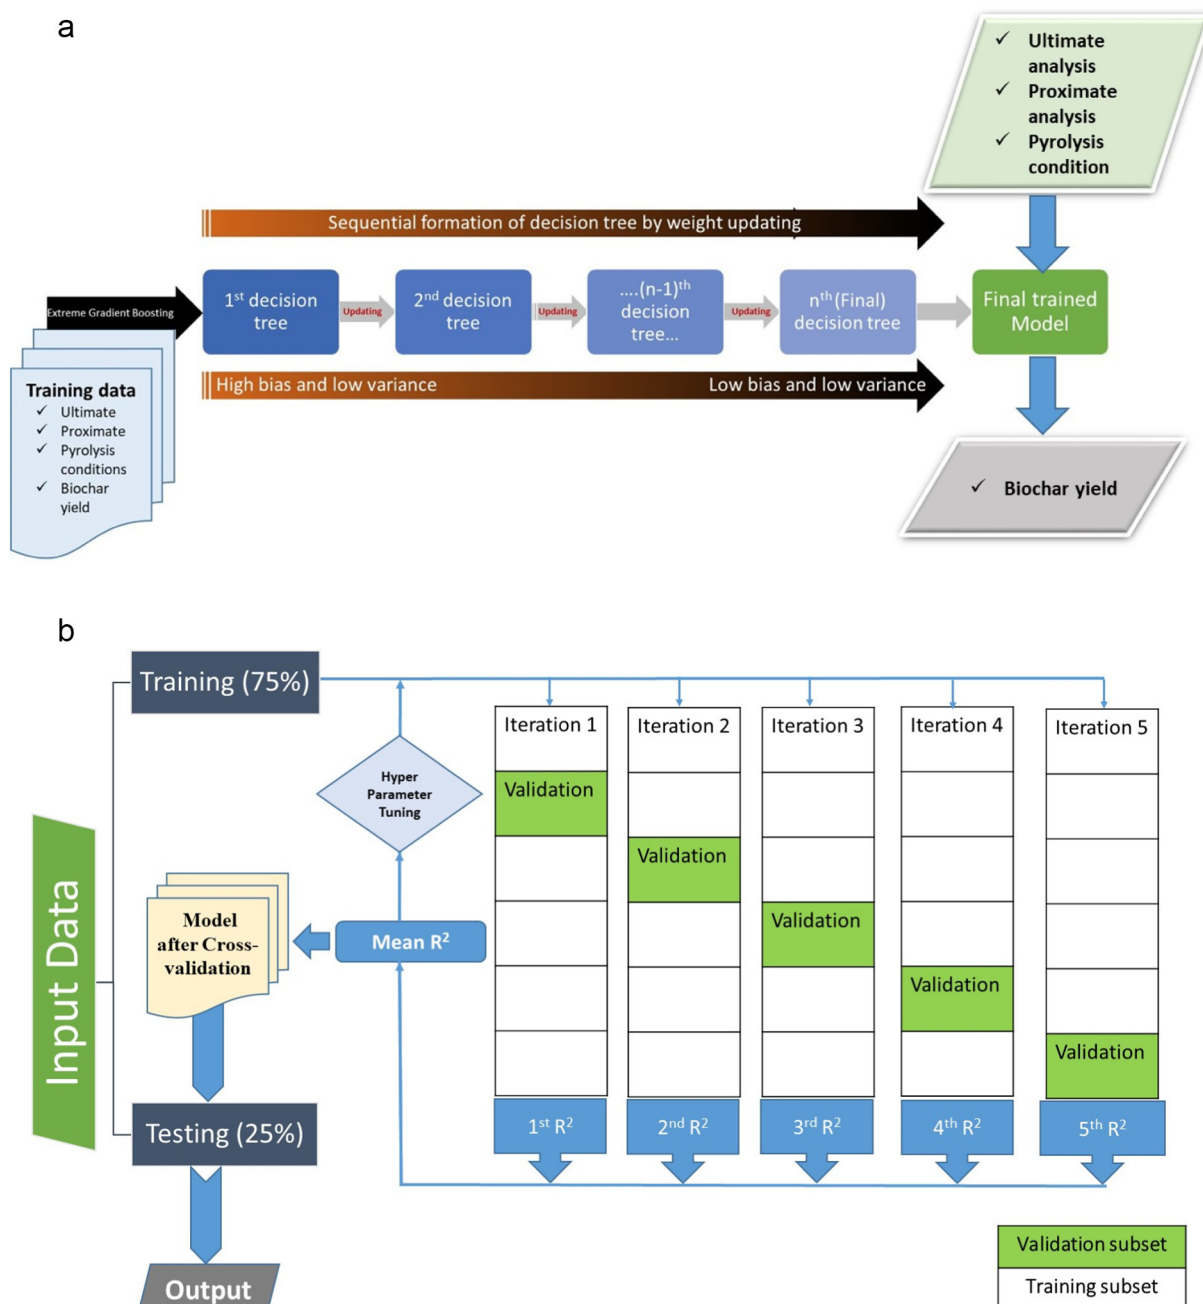 a
✓ Ultimate
analysis
✓ Proximate
analysis
✓ Pyrolysis
condition
Sequential formation of decision tree by weight updating
Extreme Gradient Boosting
1st decision
tree
Updating
2nd decision
tree
Updating
....(n-1)th
decision
tree...
Updating
nth (Final)
decision tree
Final trained
Model
High bias and low variance
Low bias and low variance
Training data
✓ Ultimate
✓ Proximate
✓ Pyrolysis
conditions
✓ Biochar
yield
✓ Biochar yield
b
Input Data
Training (75%)
Hyper
Parameter
Tuning
Mean R²
Model
after Cross-
validation
Testing (25%)
Output
Iteration 1
Validation
1st R²
Iteration 2
Validation
2nd R²
Iteration 3
Validation
3rd R²
Iteration 4
Validation
4th R²
Iteration 5
Validation
5th R²
Validation subset
Training subset